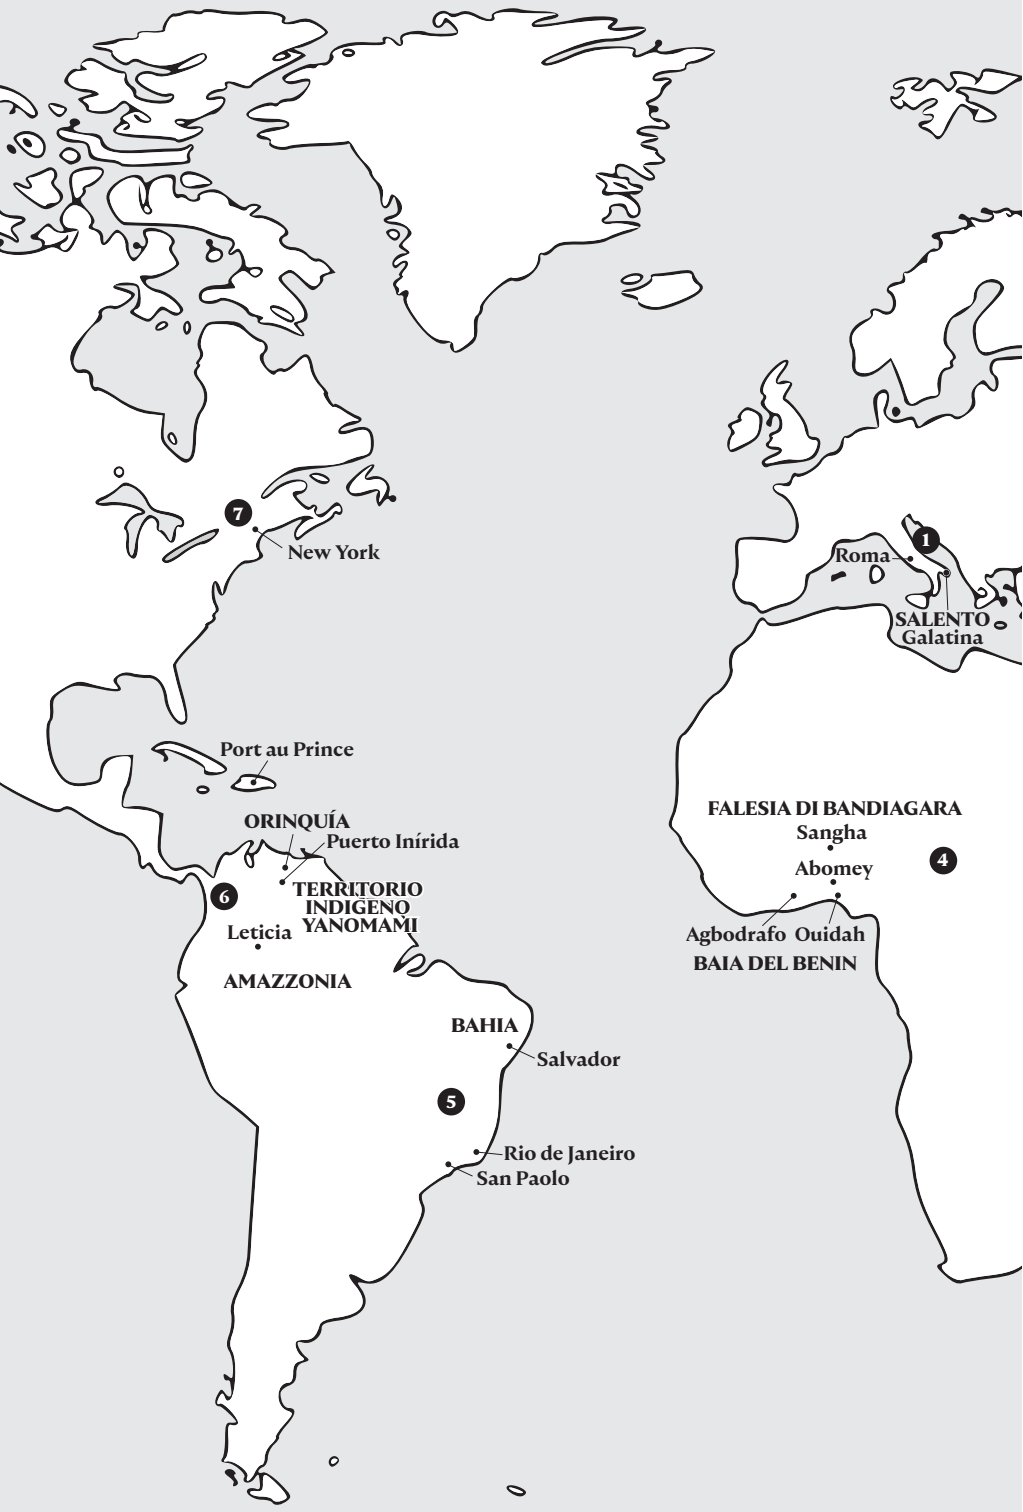 7
New York
1
Roma
SALENTO
Galatina
Port au Prince
ORINQUÍA
Puerto Inírida
FALESIA DI BANDIAGARA
Sangha
4
Abomey
6
TERRITORIO
INDIGENO
YANOMAMI
Leticia
Agbodrafo Ouidah
BAIA DEL BENIN
AMAZZONIA
BAHIA
Salvador
5
Rio de Janeiro
San Paolo